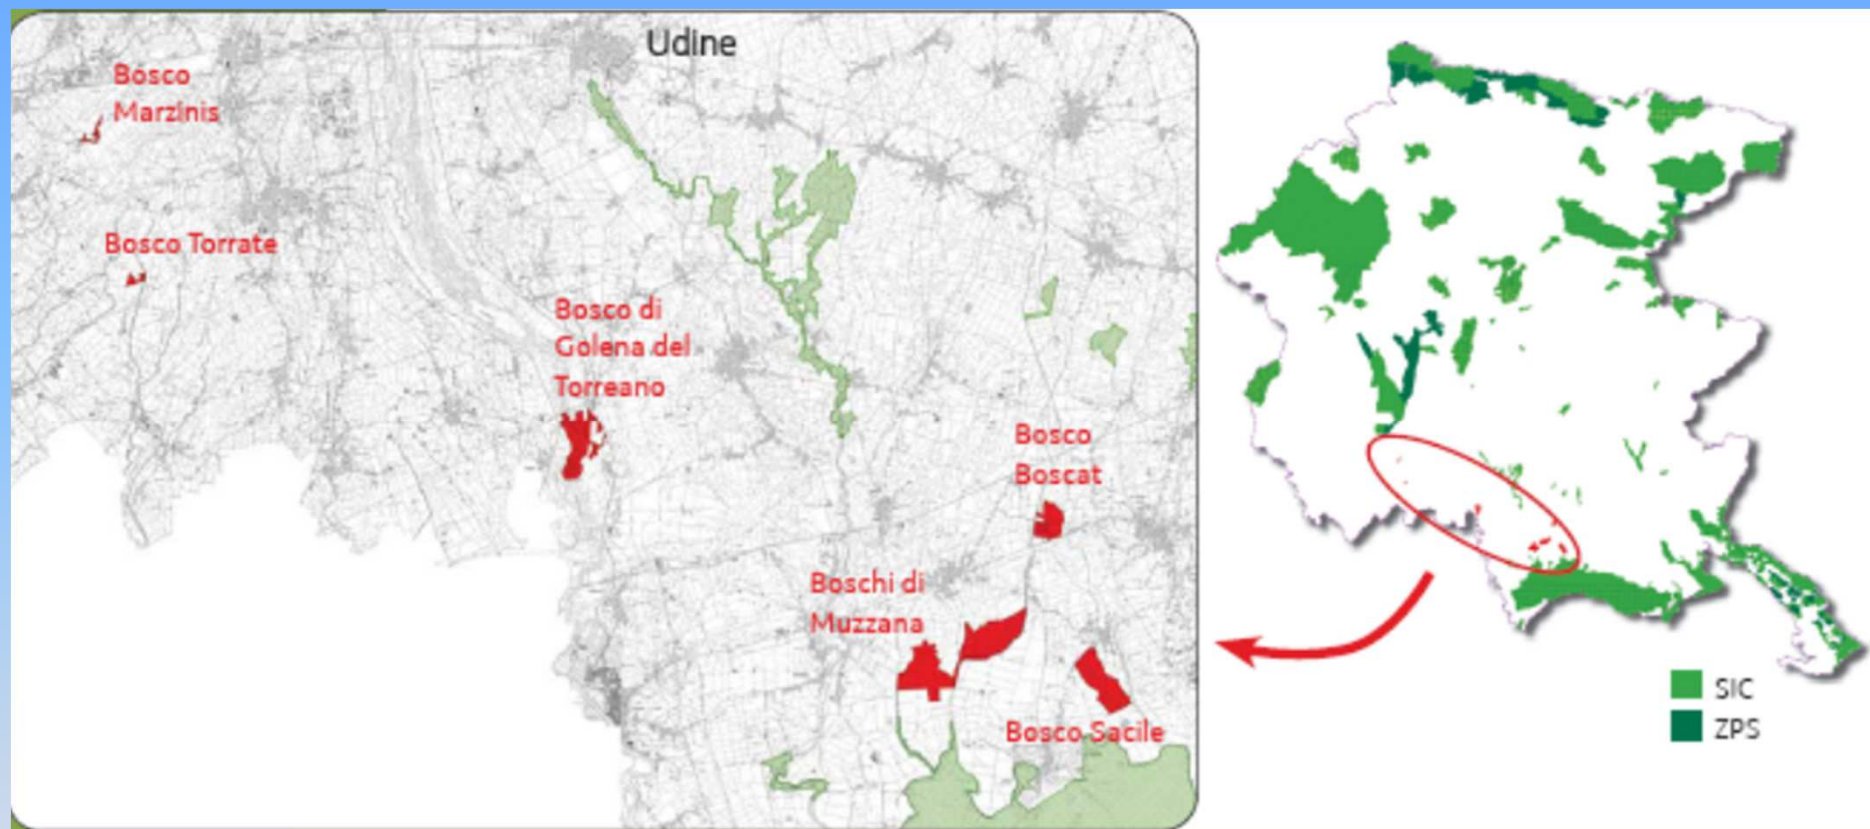 Udine
Bosco
Marzinis
Bosco Torrate
Bosco di
Golena del
Torreano
Bosco
Boscat
Boschi di
Muzzana
Bosco Sacile
SIC
ZPS